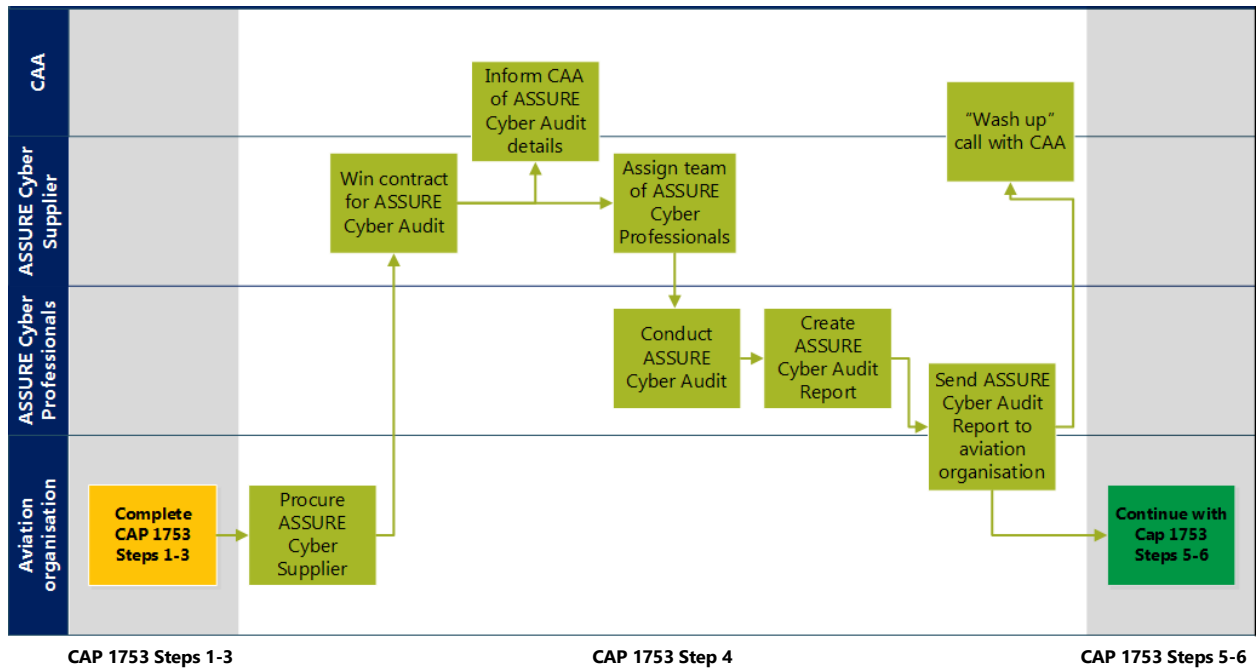 CAA
Inform CAA
of ASSURE
Cyber Audit
details
"Wash up"
call with CAA
ASSURE Cyber
Supplier
Win contract
for ASSURE
Cyber Audit
Assign team
of ASSURE
Cyber
Professionals
ASSURE Cyber
Professionals
Conduct
ASSURE
Cyber Audit
Create
ASSURE
Cyber Audit
Report
Send ASSURE
Cyber Audit
Report to
aviation
organisation
Aviation
organisation
Complete
CAP 1753
Steps 1-3
Procure
ASSURE
Cyber
Supplier
Continue with
Cap 1753
Steps 5-6
CAP 1753 Steps 1-3
CAP 1753 Step 4
CAP 1753 Steps 5-6